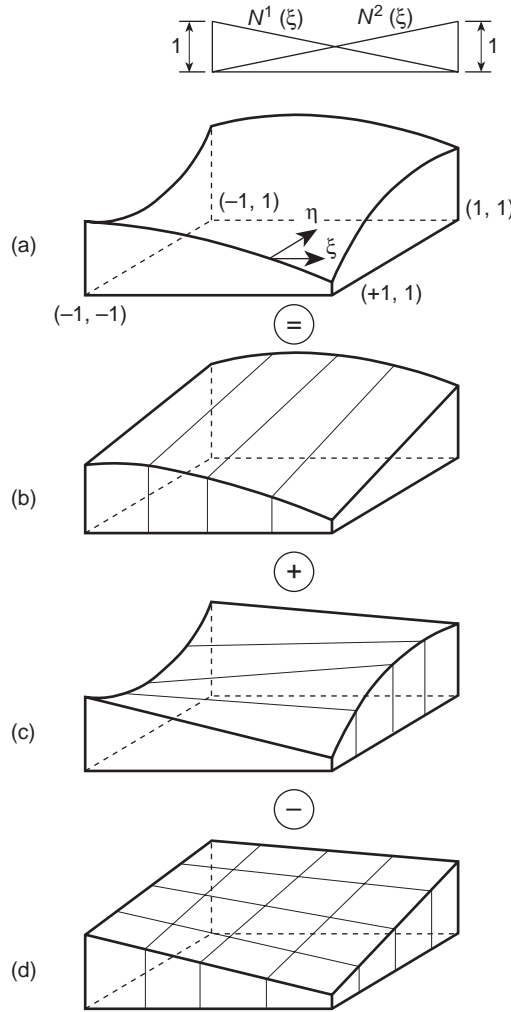 N¹ (ξ) N² (ξ)
1 1
(–1, 1) η (1, 1)
(a) ξ
(–1, –1) (+1, 1)
=
(b)
+
(c)
–
(d)